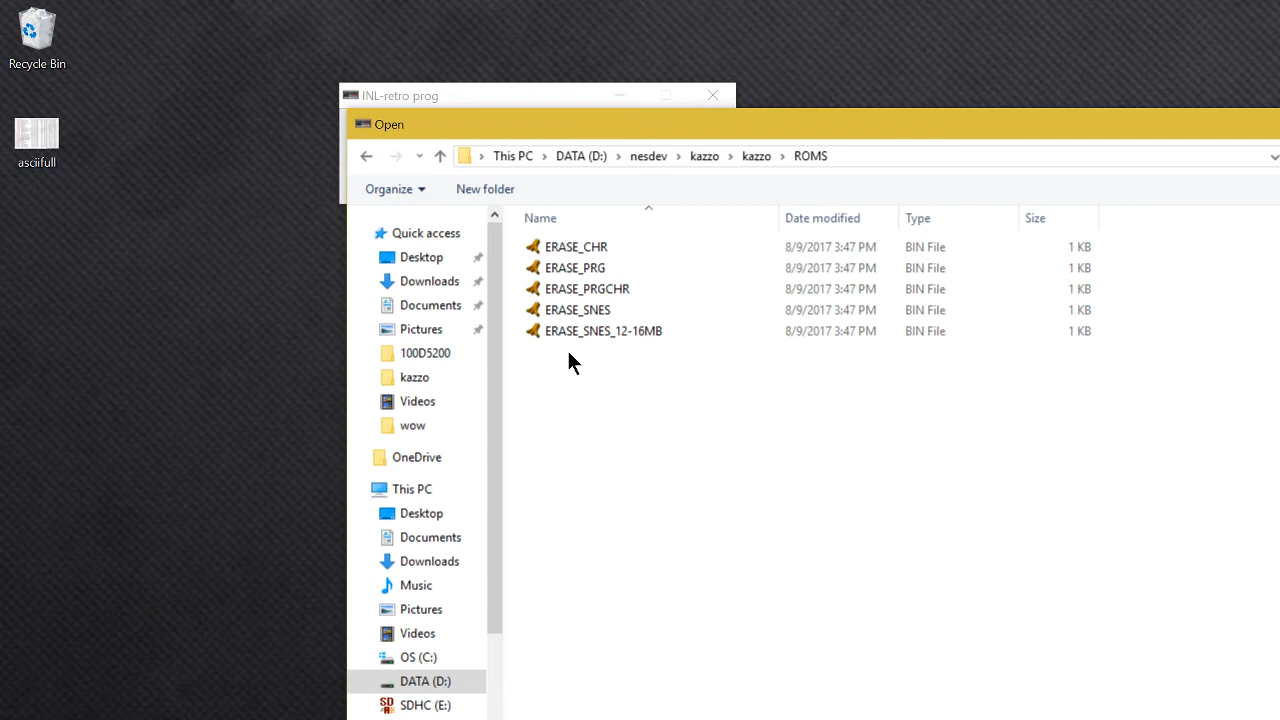 Recycle Bin
asciifull
INL-retro prog
Open
This PC DATA (D:) nesdev kazzo kazzo ROMS
Organize New folder
Name Date modified Type Size
Quick access
Desktop
Downloads
Documents
Pictures
100D5200
kazzo
Videos
wow
OneDrive
This PC
Desktop
Documents
Downloads
Music
Pictures
Videos
OS (C:)
DATA (D:)
SDHC (E:)
ERASE_CHR 8/9/2017 3:47 PM BIN File 1 KB
ERASE_PRG 8/9/2017 3:47 PM BIN File 1 KB
ERASE_PRGCHR 8/9/2017 3:47 PM BIN File 1 KB
ERASE_SNES 8/9/2017 3:47 PM BIN File 1 KB
ERASE_SNES_12-16MB 8/9/2017 3:47 PM BIN File 1 KB